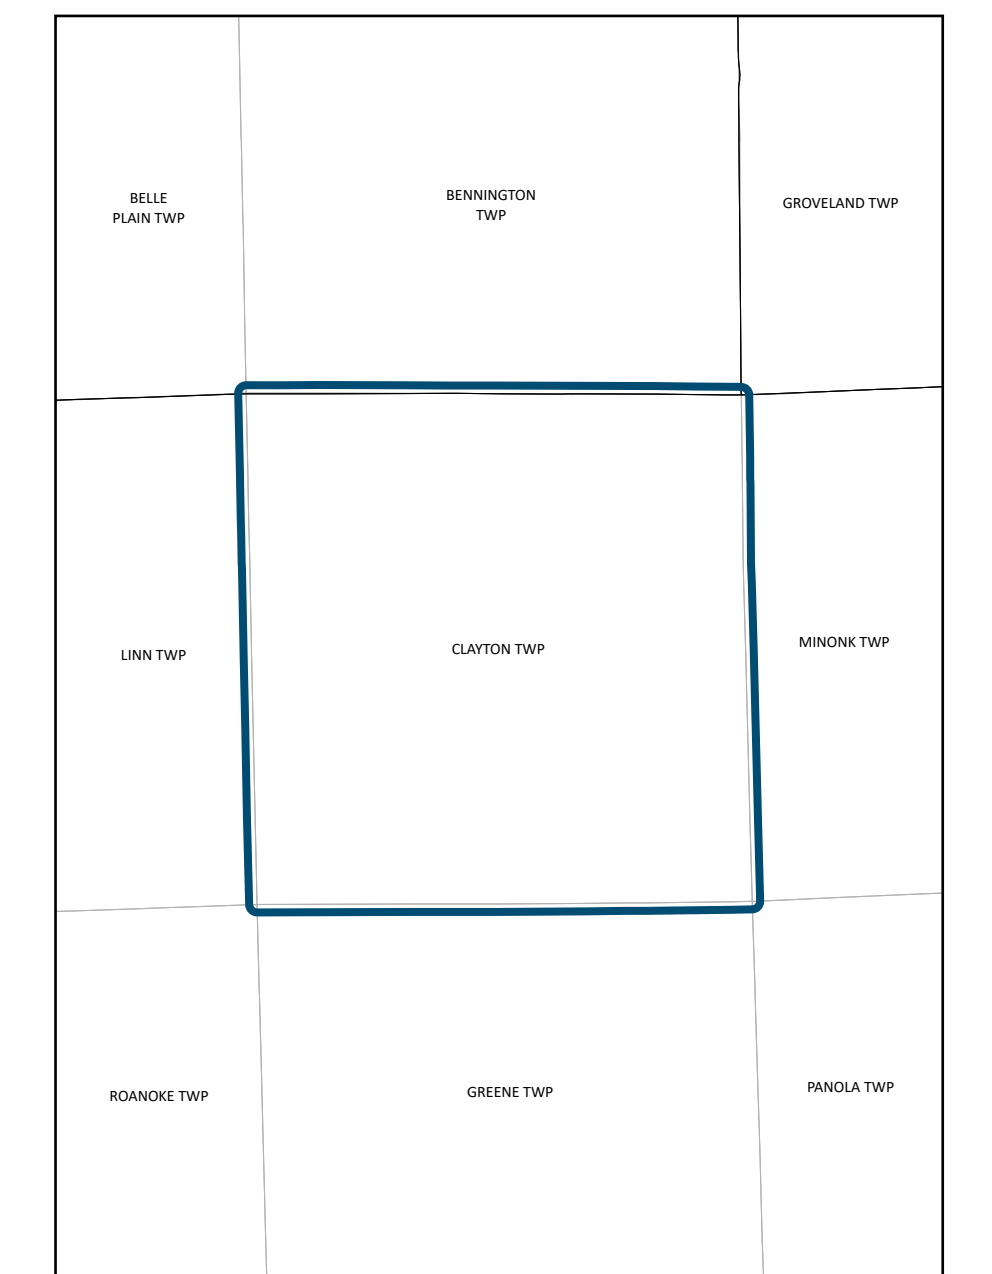 BELLE
PLAIN TWP
BENNINGTON
TWP
GROVELAND TWP
LINN TWP
CLAYTON TWP
MINONK TWP
ROANOKE TWP
GREENE TWP
PANOLA TWP